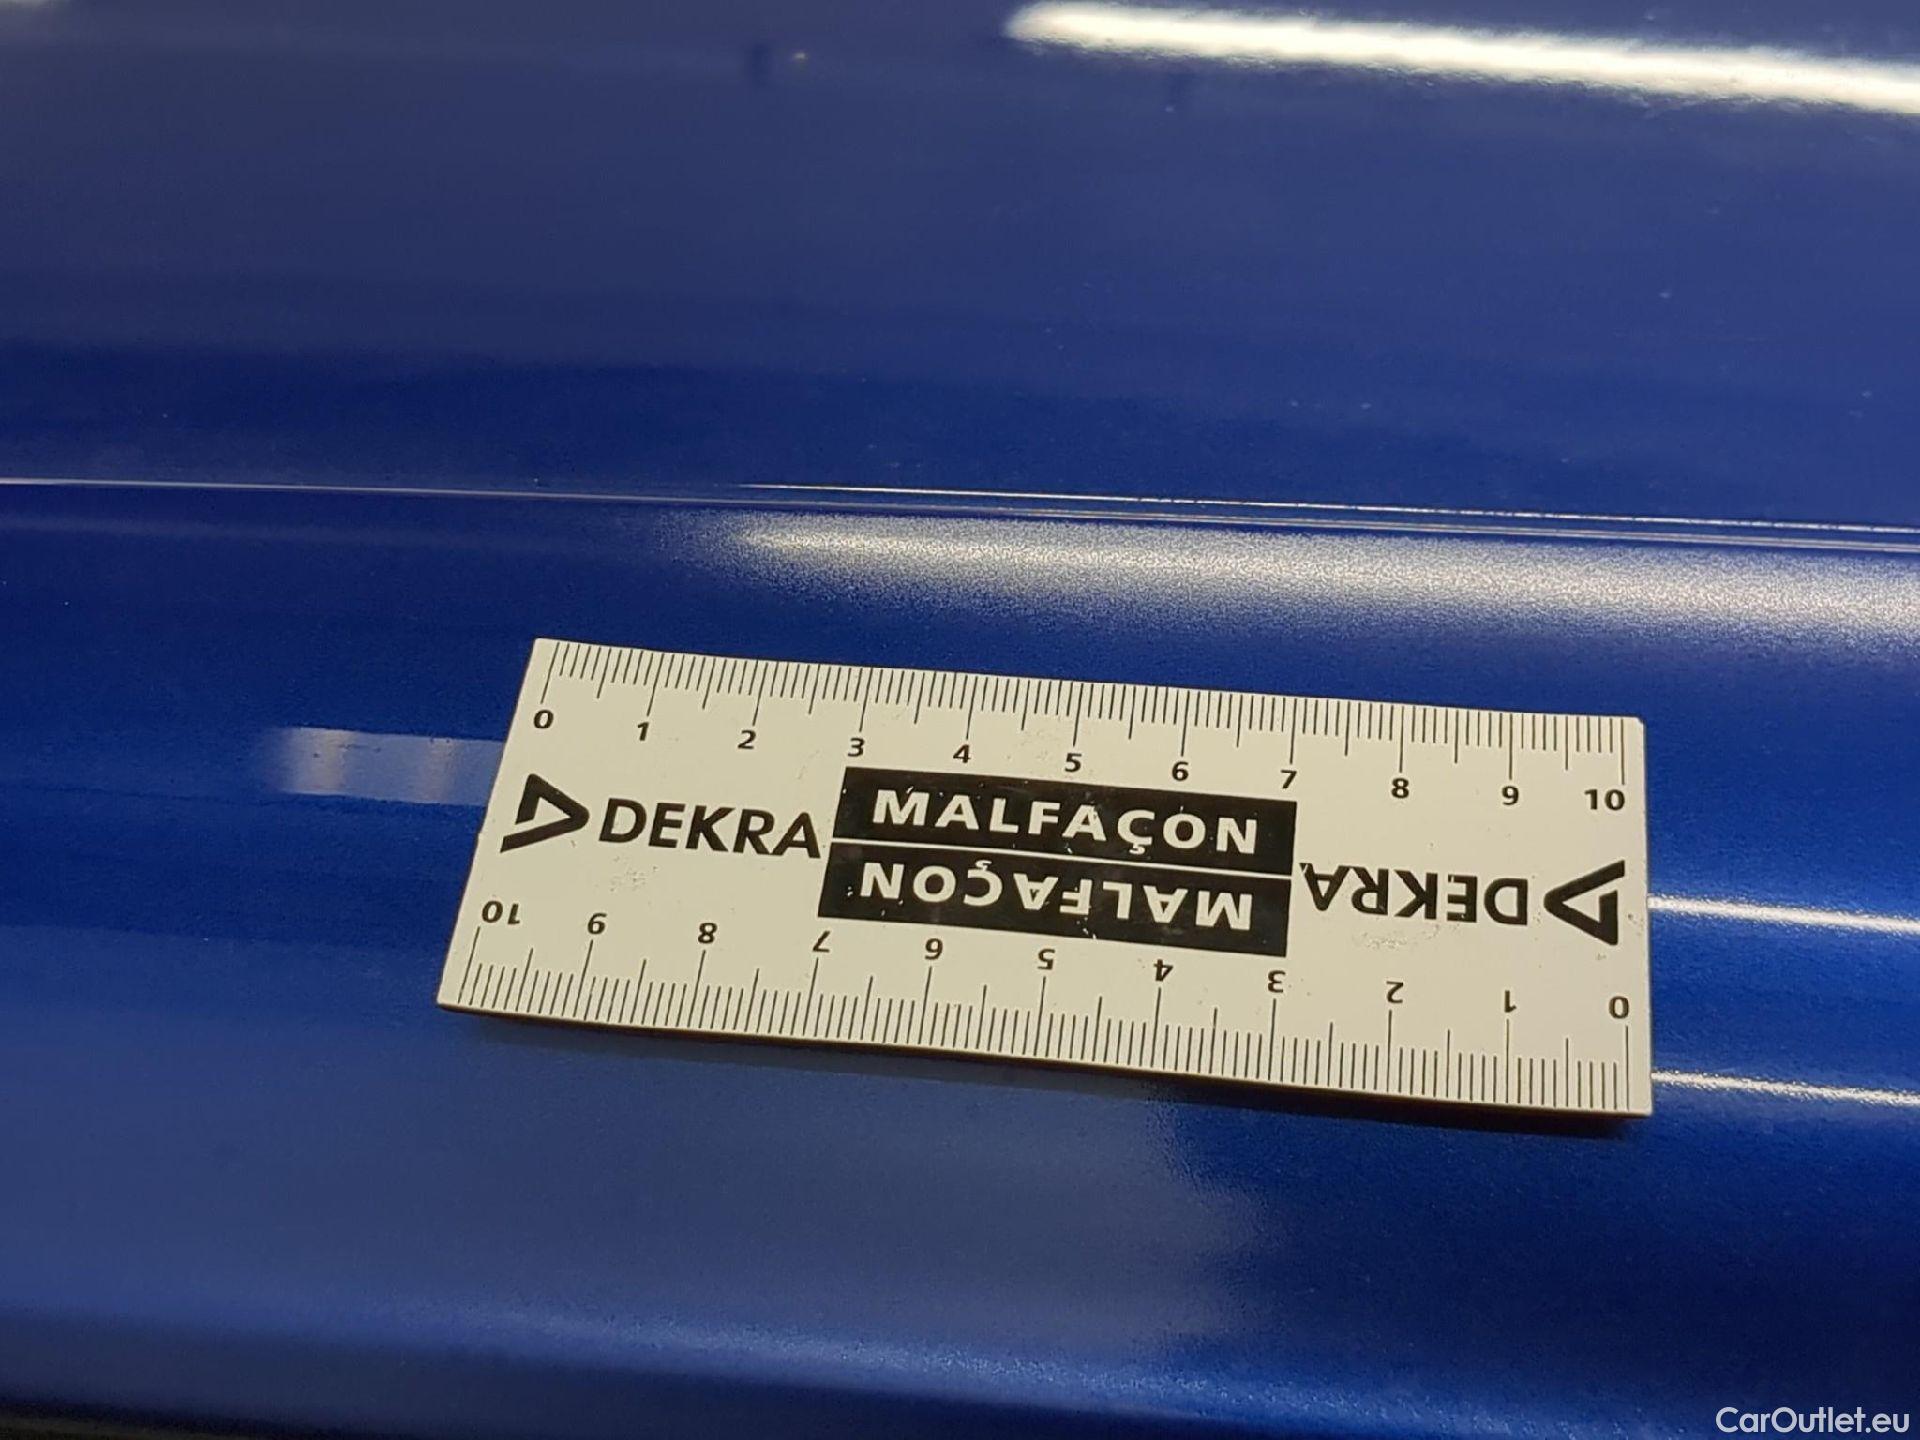 0 1 2 3 4 5 6 7 8 9 10
DEKRA MALFAÇON
MALFAÇON DEKRA
10 9 8 7 6 5 4 3 2 1 0
CarOutlet.eu